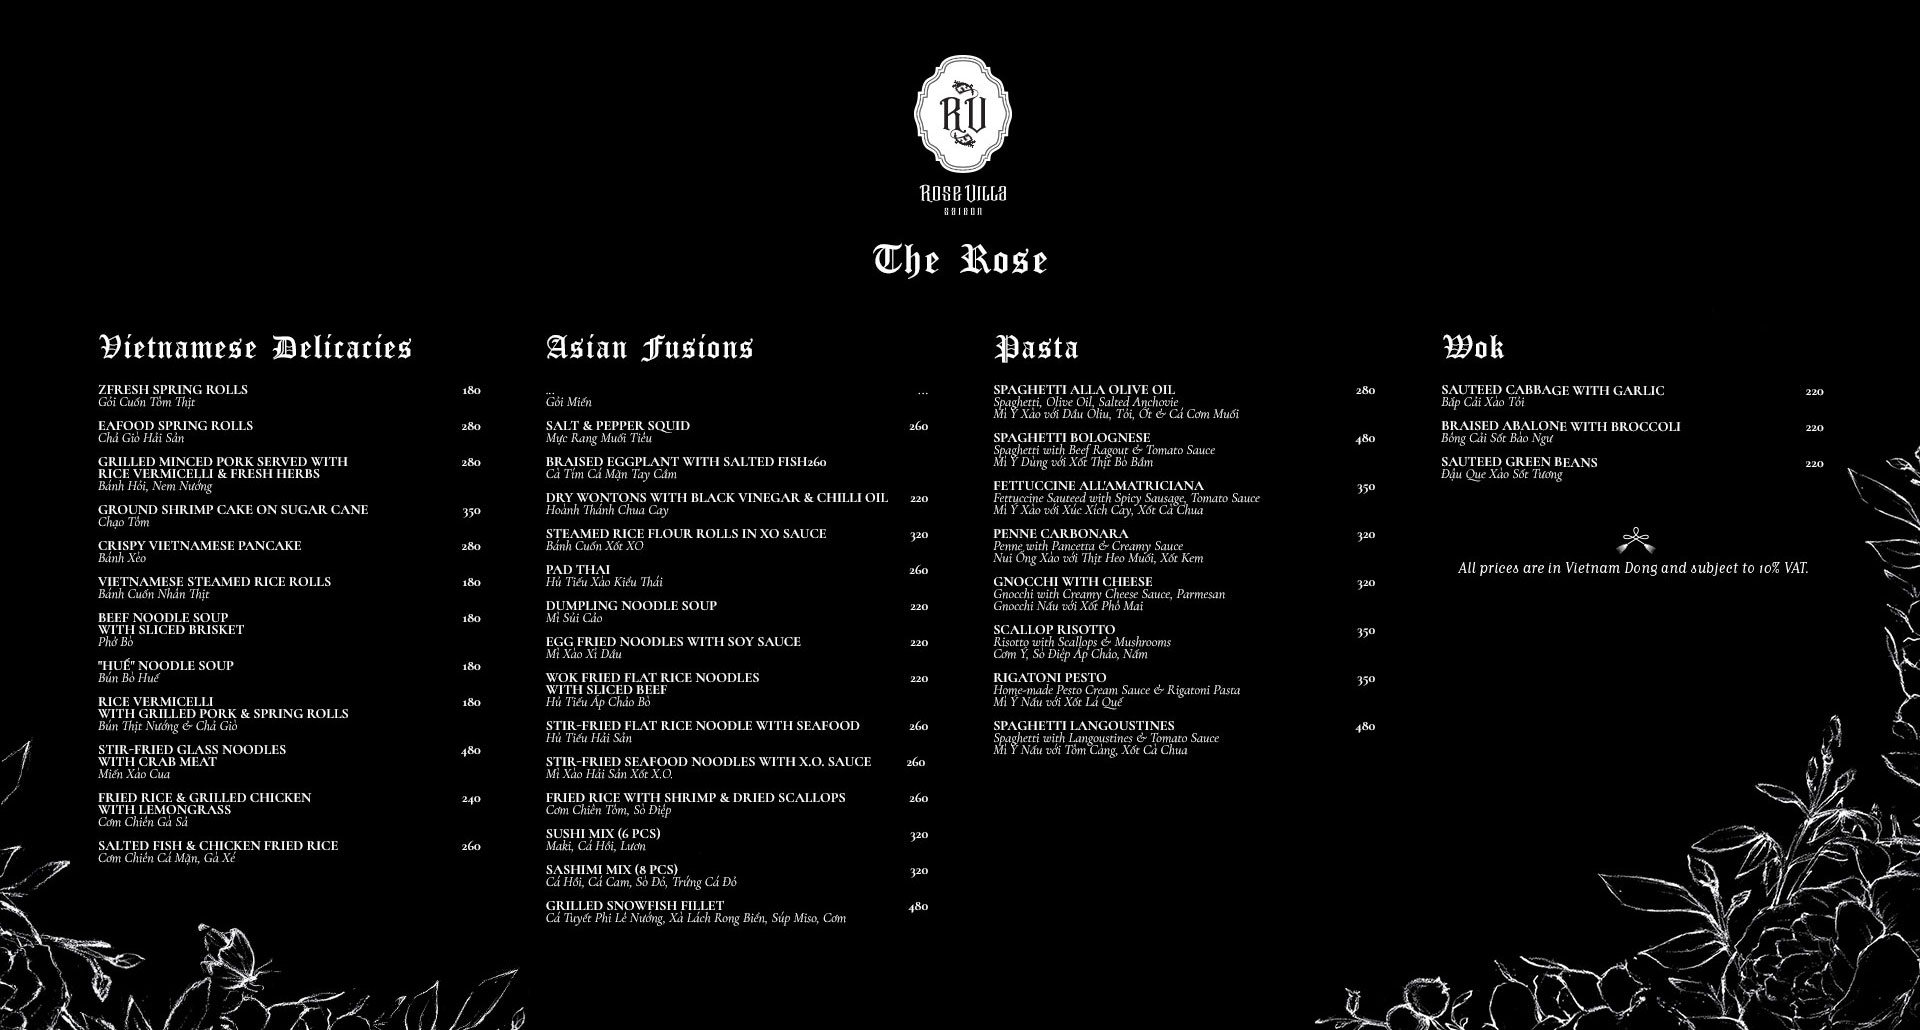 RV
Rose Villa
SAIGON
The Rose
Vietnamese Delicacies
ZFRESH SPRING ROLLS 180
Gỏi Cuốn Tôm Thịt
EAFOOD SPRING ROLLS 280
Chả Giò Hải Sản
GRILLED MINCED PORK SERVED WITH 280
RICE VERMICELLI & FRESH HERBS
Bánh Hỏi, Nem Nướng
GROUND SHRIMP CAKE ON SUGAR CANE 350
Chạo Tôm
CRISPY VIETNAMESE PANCAKE 280
Bánh Xèo
VIETNAMESE STEAMED RICE ROLLS 180
Bánh Cuốn Nhân Thịt
BEEF NOODLE SOUP 180
WITH SLICED BRISKET
Phở Bò
"HUẾ" NOODLE SOUP 180
Bún Bò Huế
RICE VERMICELLI 180
WITH GRILLED PORK & SPRING ROLLS
Bún Thịt Nướng & Chả Giò
STIR-FRIED GLASS NOODLES 480
WITH CRAB MEAT
Miến Xào Cua
FRIED RICE & GRILLED CHICKEN 240
WITH LEMONGRASS
Cơm Chiên Gà Sả
SALTED FISH & CHICKEN FRIED RICE 260
Cơm Chiên Cá Mặn, Gà Xé
Asian Fusions
... ...
Gỏi Miến
SALT & PEPPER SQUID 260
Mực Rang Muối Tiêu
BRAISED EGGPLANT WITH SALTED FISH260
Cà Tím Cá Mặn Tay Cầm
DRY WONTONS WITH BLACK VINEGAR & CHILLI OIL 220
Hoành Thánh Chua Cay
STEAMED RICE FLOUR ROLLS IN XO SAUCE 320
Bánh Cuốn Xốt XO
PAD THAI 260
Hủ Tiếu Xào Kiểu Thái
DUMPLING NOODLE SOUP 220
Mì Sủi Cảo
EGG FRIED NOODLES WITH SOY SAUCE 220
Mì Xào Xì Dầu
WOK FRIED FLAT RICE NOODLES 220
WITH SLICED BEEF
Hủ Tiếu Áp Chảo Bò
STIR-FRIED FLAT RICE NOODLE WITH SEAFOOD 260
Hủ Tiếu Hải Sản
STIR-FRIED SEAFOOD NOODLES WITH X.O. SAUCE 260
Mì Xào Hải Sản Xốt X.O.
FRIED RICE WITH SHRIMP & DRIED SCALLOPS 260
Cơm Chiên Tôm, Sò Điệp
SUSHI MIX (6 PCS) 320
Maki, Cá Hồi, Lươn
SASHIMI MIX (8 PCS) 320
Cá Hồi, Cá Cam, Sò Đỏ, Trứng Cá Đỏ
GRILLED SNOWFISH FILLET 480
Cá Tuyết Phi Lê Nướng, Xà Lách Rong Biển, Súp Miso, Cơm
Pasta
SPAGHETTI ALLA OLIVE OIL 280
Spaghetti, Olive Oil, Salted Anchovie
Mì Ý Xào với Dầu Oliu, Tỏi, Ớt & Cá Cơm Muối
SPAGHETTI BOLOGNESE 480
Spaghetti with Beef Ragout & Tomato Sauce
Mì Ý Dùng với Xốt Thịt Bò Bằm
FETTUCCINE ALL'AMATRICIANA 350
Fettuccine Sauteed with Spicy Sausage, Tomato Sauce
Mì Ý Xào với Xúc Xích Cay, Xốt Cà Chua
PENNE CARBONARA 320
Penne with Pancetta & Creamy Sauce
Nui Ống Xào với Thịt Heo Muối, Xốt Kem
GNOCCHI WITH CHEESE 320
Gnocchi with Creamy Cheese Sauce, Parmesan
Gnocchi Nấu với Xốt Phô Mai
SCALLOP RISOTTO 350
Risotto with Scallops & Mushrooms
Cơm Ý, Sò Điệp Áp Chảo, Nấm
RIGATONI PESTO 350
Home-made Pesto Cream Sauce & Rigatoni Pasta
Mì Ý Nấu với Xốt Lá Quế
SPAGHETTI LANGOUSTINES 480
Spaghetti with Langoustines & Tomato Sauce
Mì Ý Nấu với Tôm Càng, Xốt Cà Chua
Wok
SAUTEED CABBAGE WITH GARLIC 220
Bắp Cải Xào Tỏi
BRAISED ABALONE WITH BROCCOLI 220
Bông Cải Sốt Bào Ngư
SAUTEED GREEN BEANS 220
Đậu Que Xào Sốt Tương
All prices are in Vietnam Dong and subject to 10% VAT.